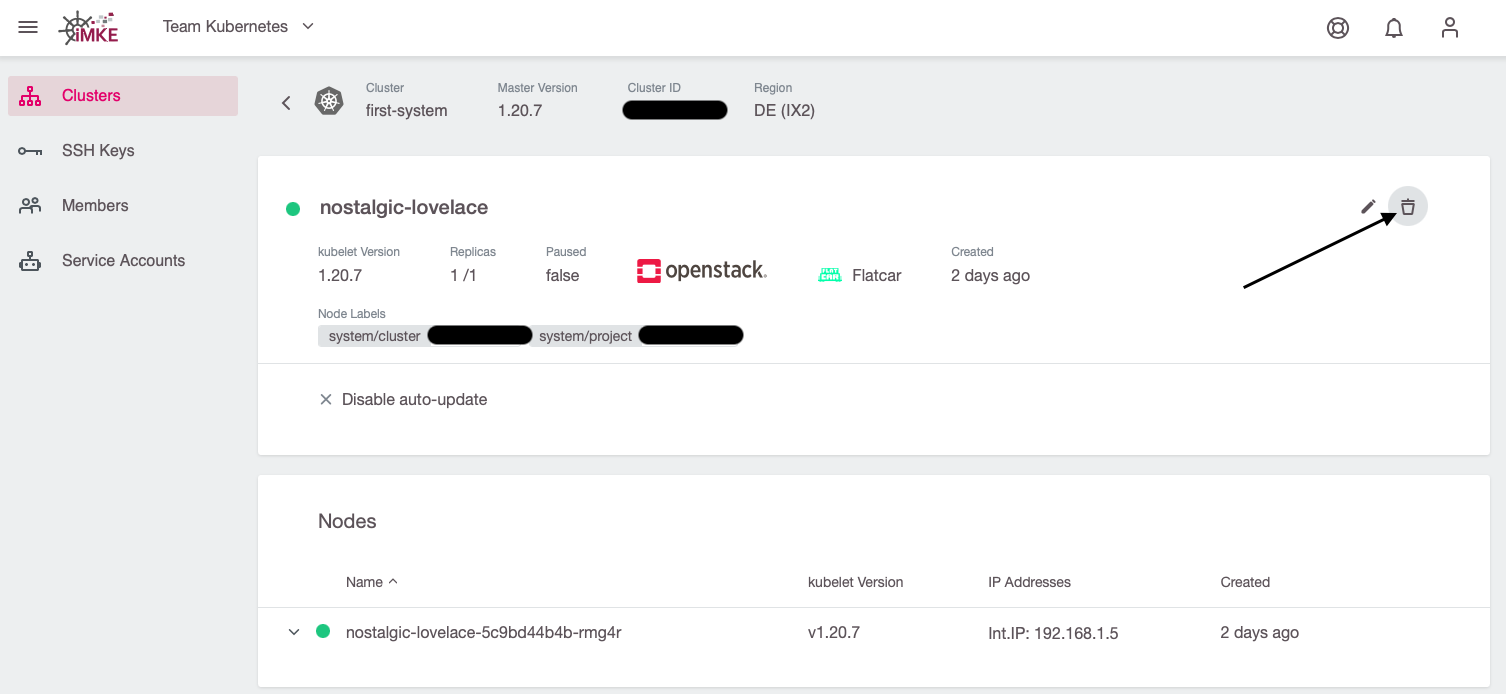 iMKE
Team Kubernetes
Clusters
SSH Keys
Members
Service Accounts
Cluster Master Version Cluster ID Region
first-system 1.20.7 DE (IX2)
nostalgic-lovelace
kubelet Version Replicas Paused Created
1.20.7 1 /1 false openstack. FLAT CAR Flatcar 2 days ago
Node Labels
system/cluster system/project
Disable auto-update
Nodes
Name kubelet Version IP Addresses Created
nostalgic-lovelace-5c9bd44b4b-rmg4r v1.20.7 Int.IP: 192.168.1.5 2 days ago